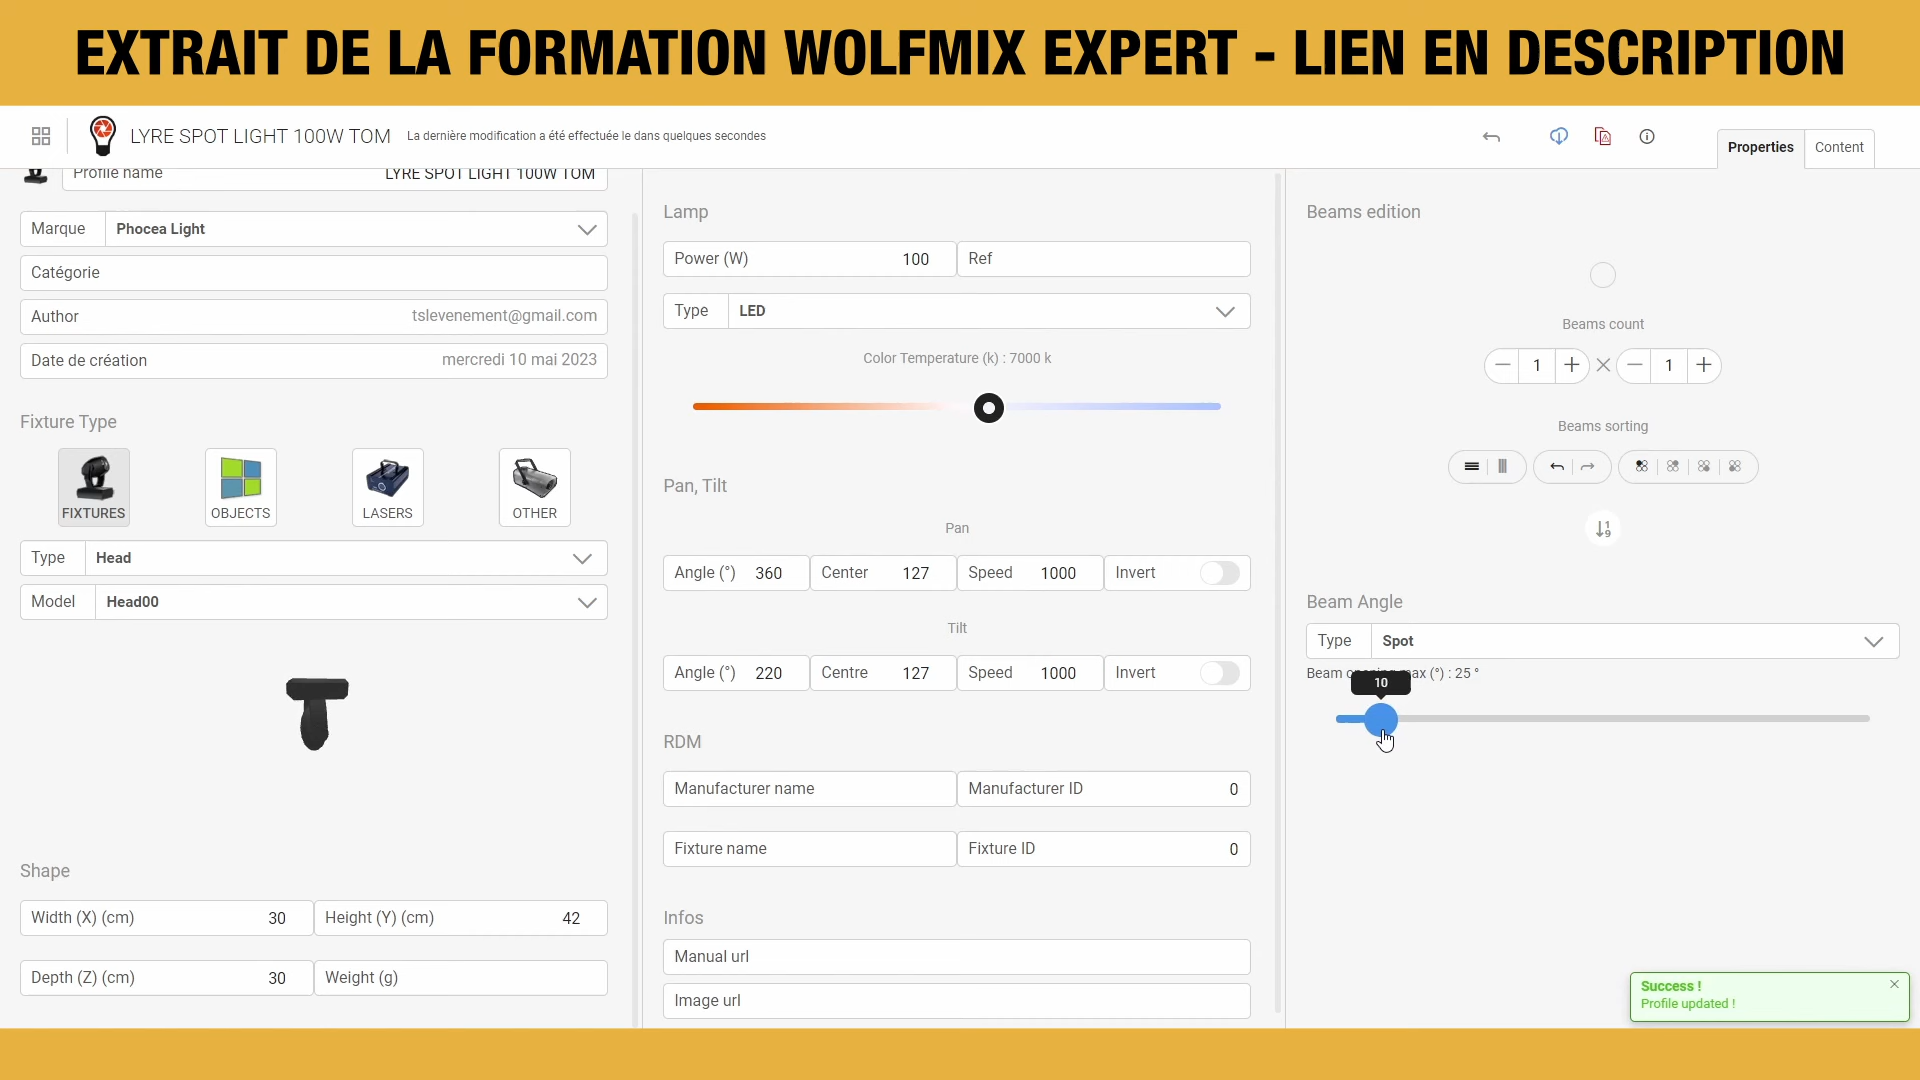 EXTRAIT DE LA FORMATION WOLFMIX EXPERT - LIEN EN DESCRIPTION
LYRE SPOT LIGHT 100W TOM
La dernière modification a été effectuée le dans quelques secondes
Properties
Content
Profile name
LYRE SPOT LIGHT 100W TOM
Marque
Phocea Light
Catégorie
Author
tslevenement@gmail.com
Date de création
mercredi 10 mai 2023
Fixture Type
FIXTURES
OBJECTS
LASERS
OTHER
Type
Head
Model
Head00
Shape
Width (X) (cm)
30
Height (Y) (cm)
42
Depth (Z) (cm)
30
Weight (g)
Lamp
Power (W)
100
Ref
Type
LED
Color Temperature (k) : 7000 k
Pan, Tilt
Pan
Angle (°)
360
Center
127
Speed
1000
Invert
Tilt
Angle (°)
220
Centre
127
Speed
1000
Invert
RDM
Manufacturer name
Manufacturer ID
0
Fixture name
Fixture ID
0
Infos
Manual url
Image url
Beams edition
Beams count
1
1
Beams sorting
1
9
Beam Angle
Type
Spot
Beam max (°) : 25 °
10
Success !
Profile updated !